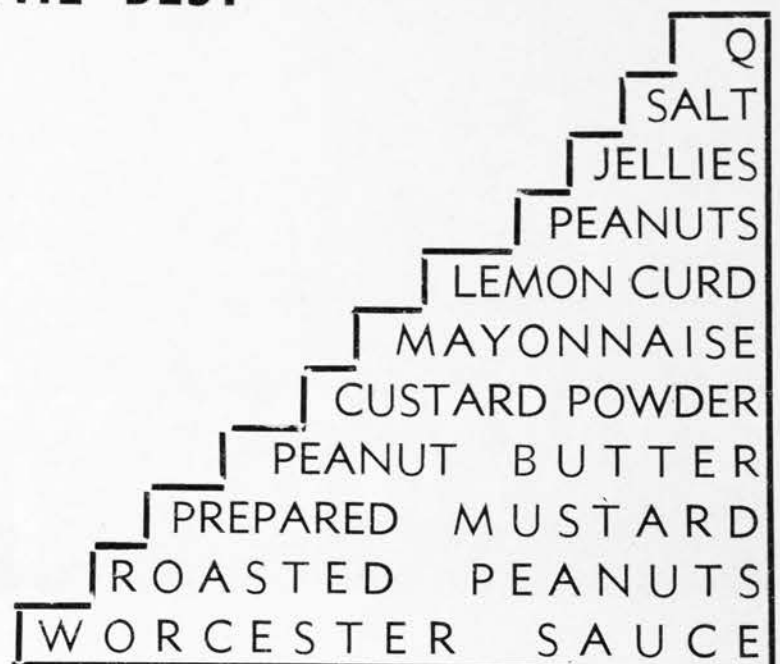 Q
SALT
JELLIES
PEANUTS
LEMON CURD
MAYONNAISE
CUSTARD POWDER
PEANUT BUTTER
PREPARED MUSTARD
ROASTED PEANUTS
WORCESTER SAUCE